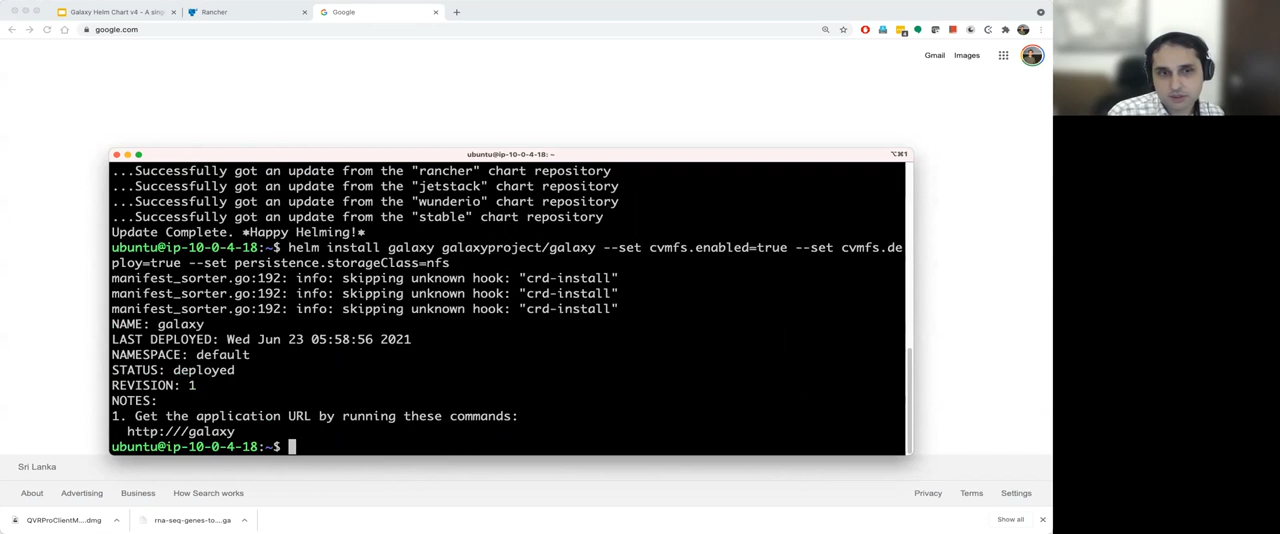 Galaxy Helm Chart v4 - A sing
Rancher
Google
google.com
Gmail
Images
ubuntu@ip-10-0-4-18: ~
⌥⌘1
...Successfully got an update from the "rancher" chart repository
...Successfully got an update from the "jetstack" chart repository
...Successfully got an update from the "wunderio" chart repository
...Successfully got an update from the "stable" chart repository
Update Complete. *Happy Helming!*
ubuntu@ip-10-0-4-18:~$ helm install galaxy galaxyproject/galaxy --set cvmfs.enabled=true --set cvmfs.de
ploy=true --set persistence.storageClass=nfs
manifest_sorter.go:192: info: skipping unknown hook: "crd-install"
manifest_sorter.go:192: info: skipping unknown hook: "crd-install"
manifest_sorter.go:192: info: skipping unknown hook: "crd-install"
NAME: galaxy
LAST DEPLOYED: Wed Jun 23 05:58:56 2021
NAMESPACE: default
STATUS: deployed
REVISION: 1
NOTES:
1. Get the application URL by running these commands:
http:///galaxy
ubuntu@ip-10-0-4-18:~$
Sri Lanka
About
Advertising
Business
How Search works
Privacy
Terms
Settings
QVRProClientM....dmg
rna-seq-genes-to....ga
Show all